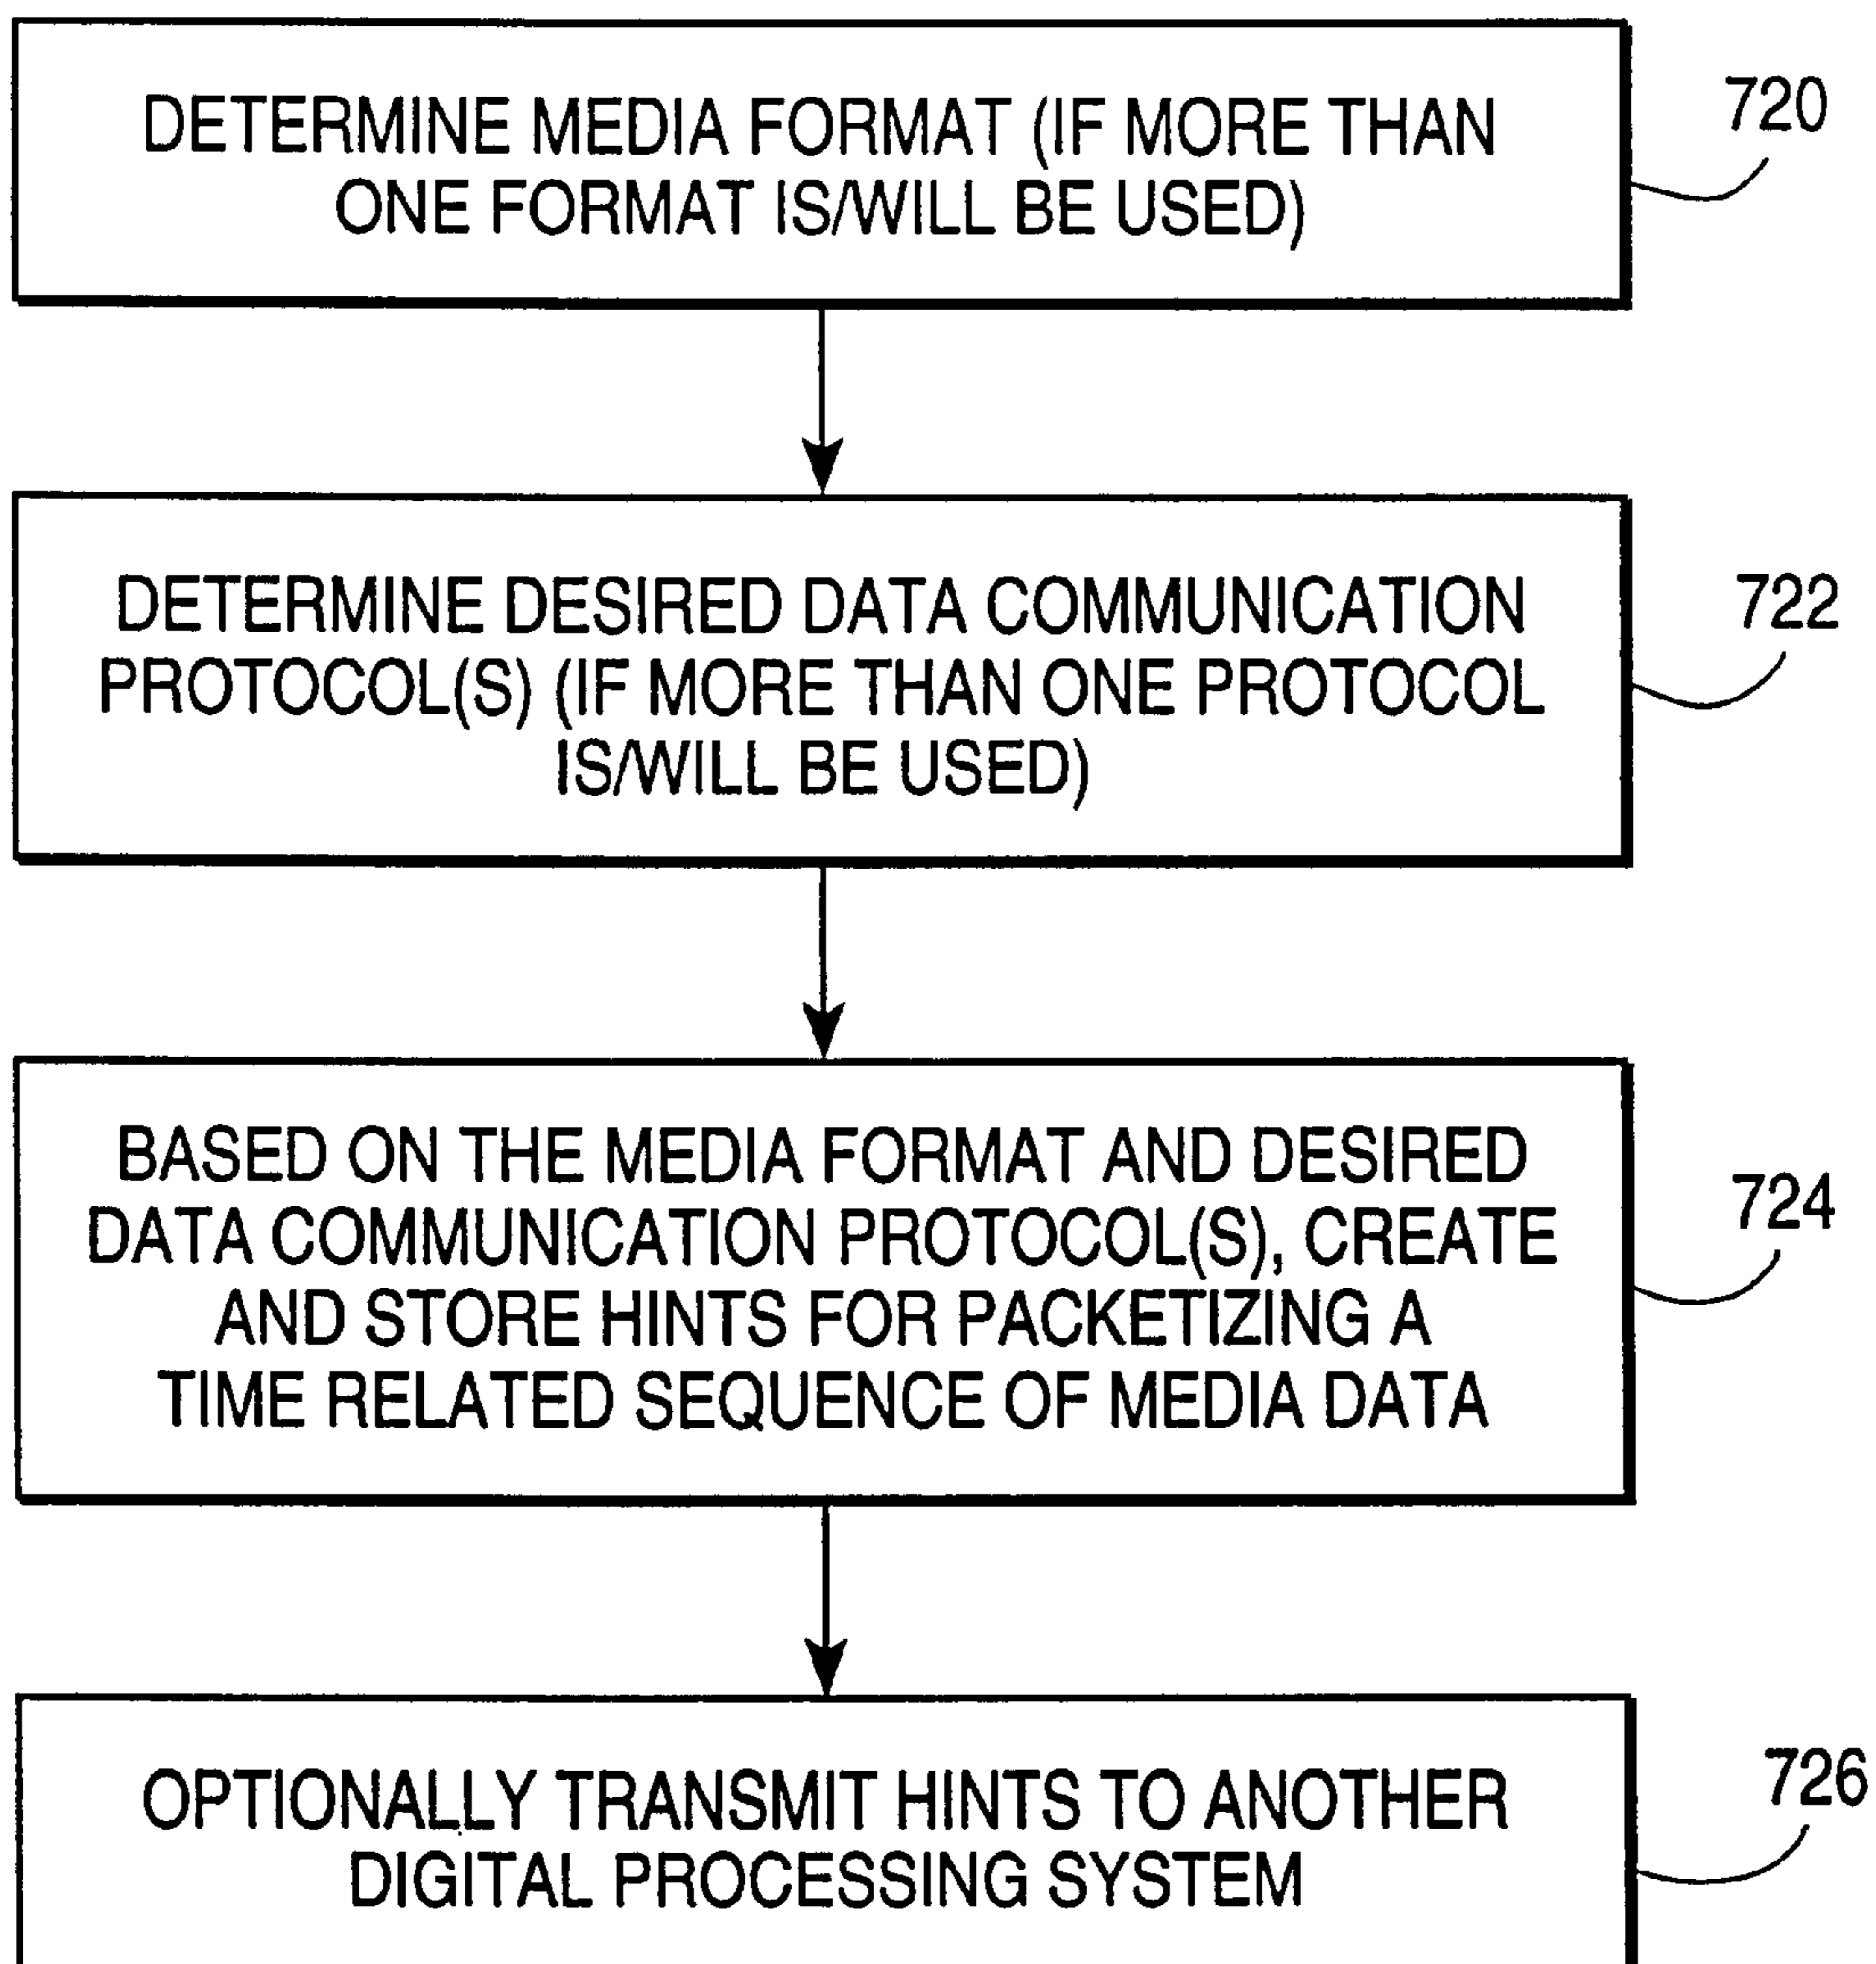 DETERMINE MEDIA FORMAT (IF MORE THAN
ONE FORMAT IS/WILL BE USED)
720
DETERMINE DESIRED DATA COMMUNICATION
PROTOCOL(S) (IF MORE THAN ONE PROTOCOL
IS/WILL BE USED)
722
BASED ON THE MEDIA FORMAT AND DESIRED
DATA COMMUNICATION PROTOCOL(S), CREATE
AND STORE HINTS FOR PACKETIZING A
TIME RELATED SEQUENCE OF MEDIA DATA
724
OPTIONALLY TRANSMIT HINTS TO ANOTHER
DIGITAL PROCESSING SYSTEM
726